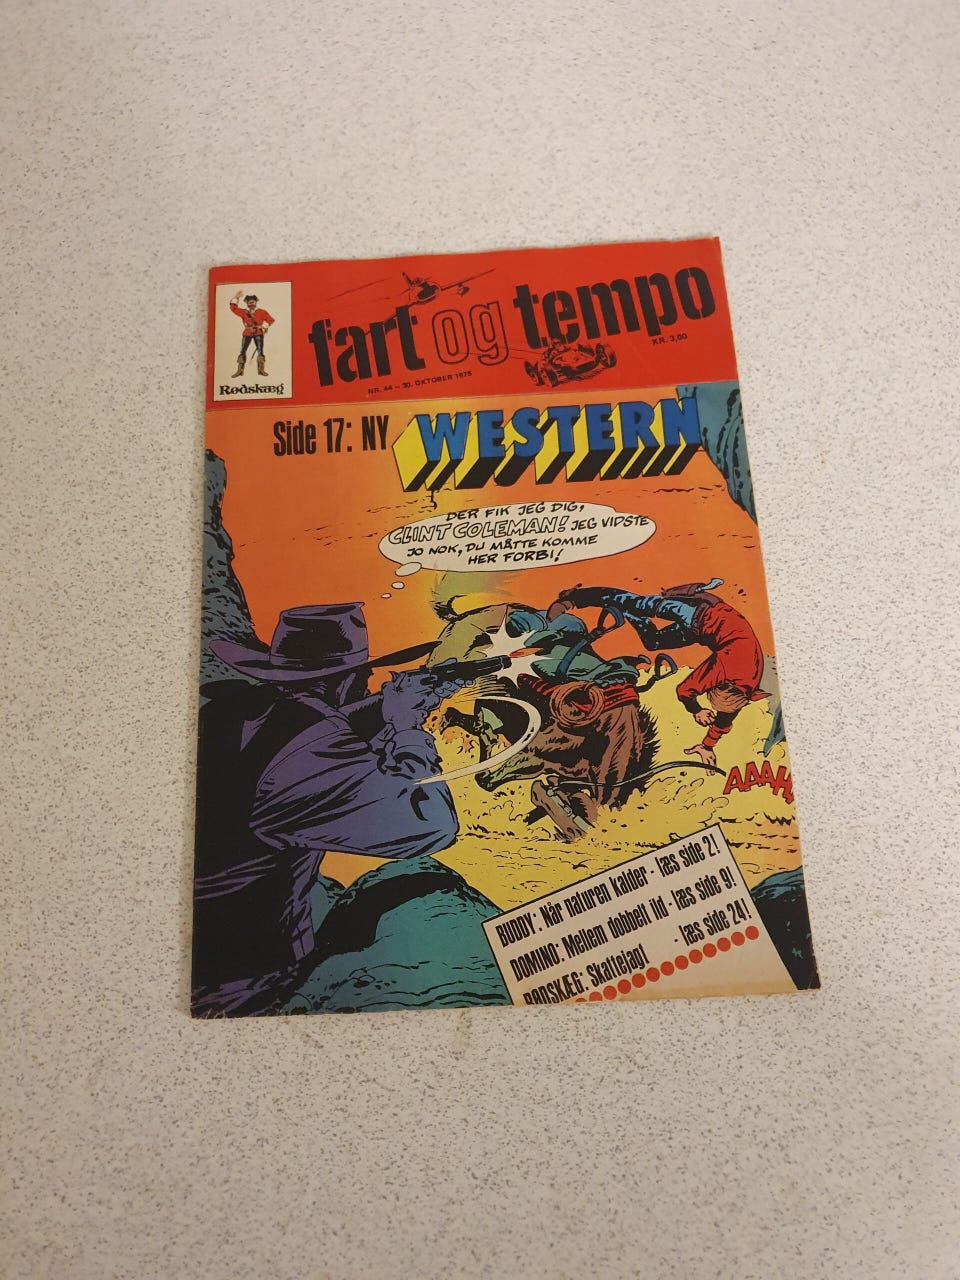 fart og tempo
KR. 3,00
Rødskæg
NR. 44 – 30. OKTOBER 1975
Side 17: NY WESTERN
DER FIK JEG DIG,
CLINT COLEMAN! JEG VIDSTE
JO NOK, DU MÅTTE KOMME
HER FORBI!
AAAH
BUDDY: Når naturen kalder - læs side 2!
DOMINO: Mellem dobbelt ild - læs side 9!
RØDSKÆG: Skattejagt - læs side 24!